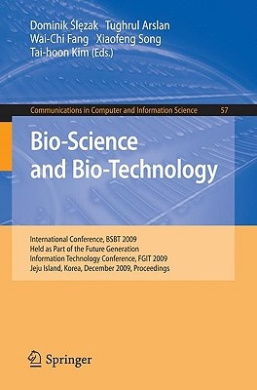 Dominik Ślęzak Tughrul Arslan
Wai-Chi Fang Xiaofeng Song
Tai-hoon Kim (Eds.)
Communications in Computer and Information Science 57
Bio-Science
and Bio-Technology
International Conference, BSBT 2009
Held as Part of the Future Generation
Information Technology Conference, FGIT 2009
Jeju Island, Korea, December 2009, Proceedings
Springer